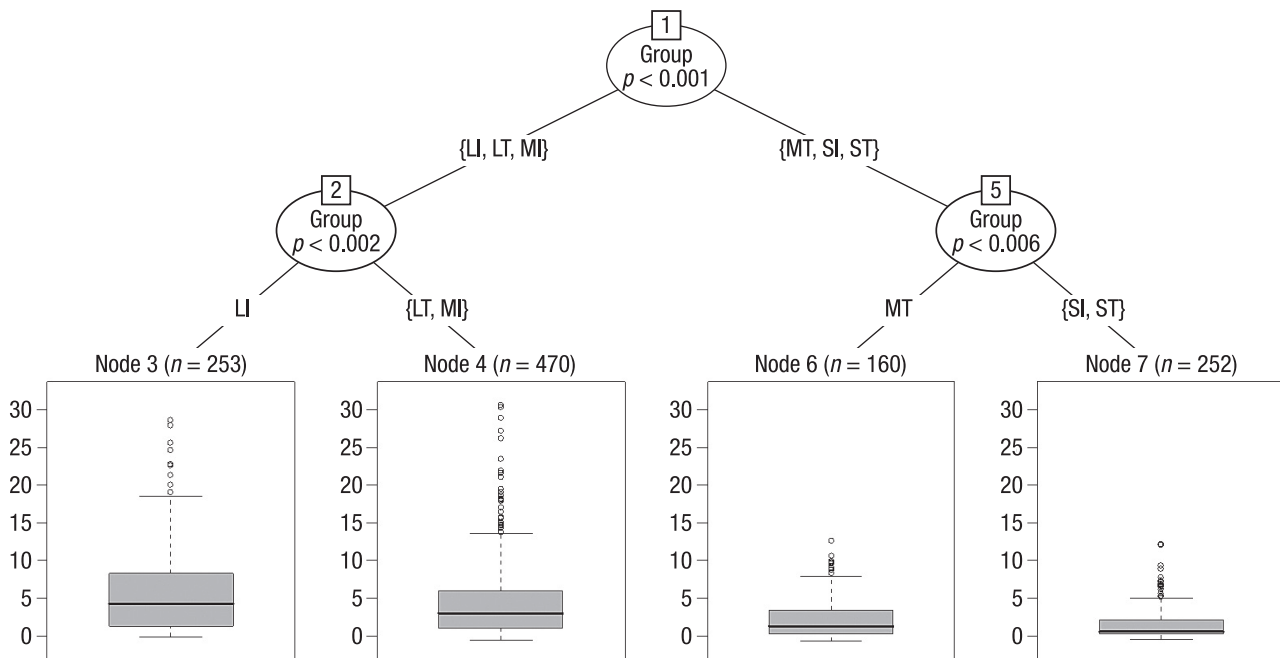 1
Group
p < 0.001
{LI, LT, MI}
{MT, SI, ST}
2
Group
p < 0.002
5
Group
p < 0.006
LI
{LT, MI}
MT
{SI, ST}
Node 3 (n = 253)
Node 4 (n = 470)
Node 6 (n = 160)
Node 7 (n = 252)
30
25
20
15
10
5
0
30
25
20
15
10
5
0
30
25
20
15
10
5
0
30
25
20
15
10
5
0